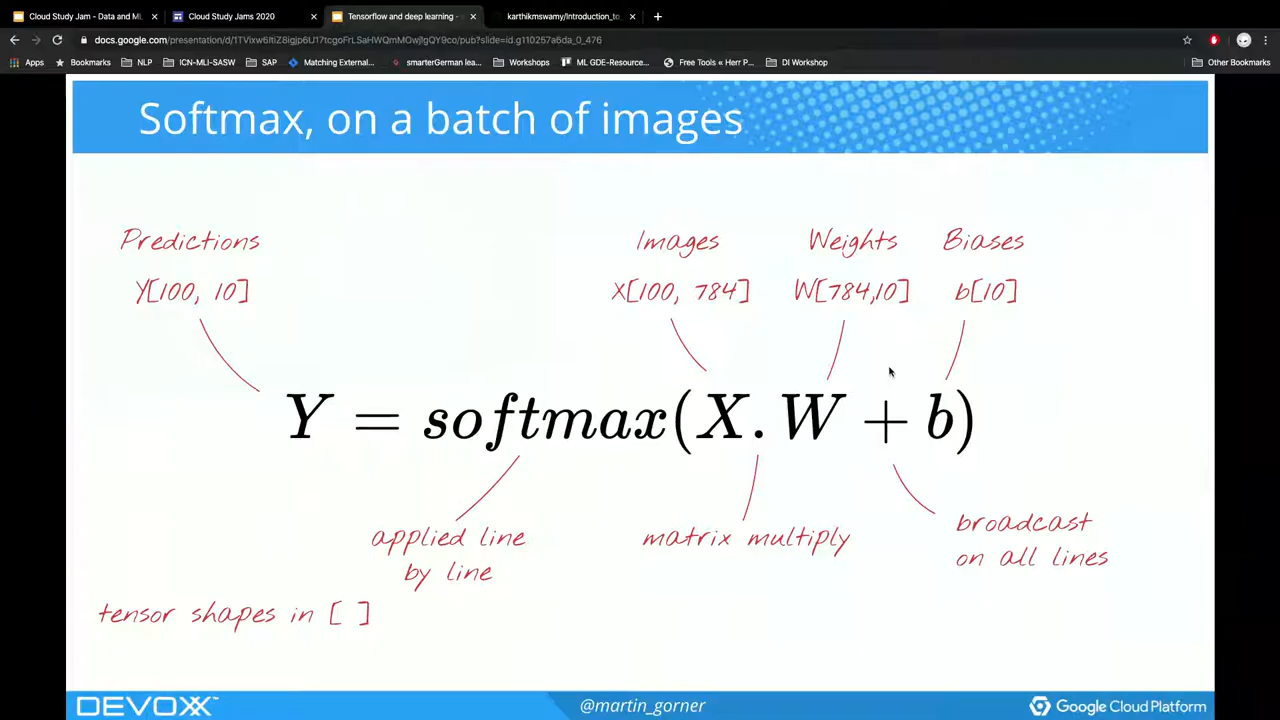 Cloud Study Jam - Data and ML
Cloud Study Jams 2020
Tensorflow and deep learning -
karthikmswamy/Introduction_to_
docs.google.com/presentation/d/1TVixw6ItiZ8igjp6U17tcgoFrLSaHWQmMOwjlgQY9co/pub?slide=id.g110257a6da_0_476
Apps
Bookmarks
NLP
ICN-MLI-SASW
SAP
Matching External...
smarterGerman lea...
Workshops
ML GDE-Resource...
Free Tools « Herr P...
DI Workshop
Other Bookmarks
Softmax, on a batch of images
Predictions
Images
Weights
Biases
Y[100, 10]
X[100, 784]
W[784,10]
b[10]
Y = softmax(X.W + b)
applied line
by line
matrix multiply
broadcast
on all lines
tensor shapes in [ ]
DEVOXX
@martin_gorner
Google Cloud Platform